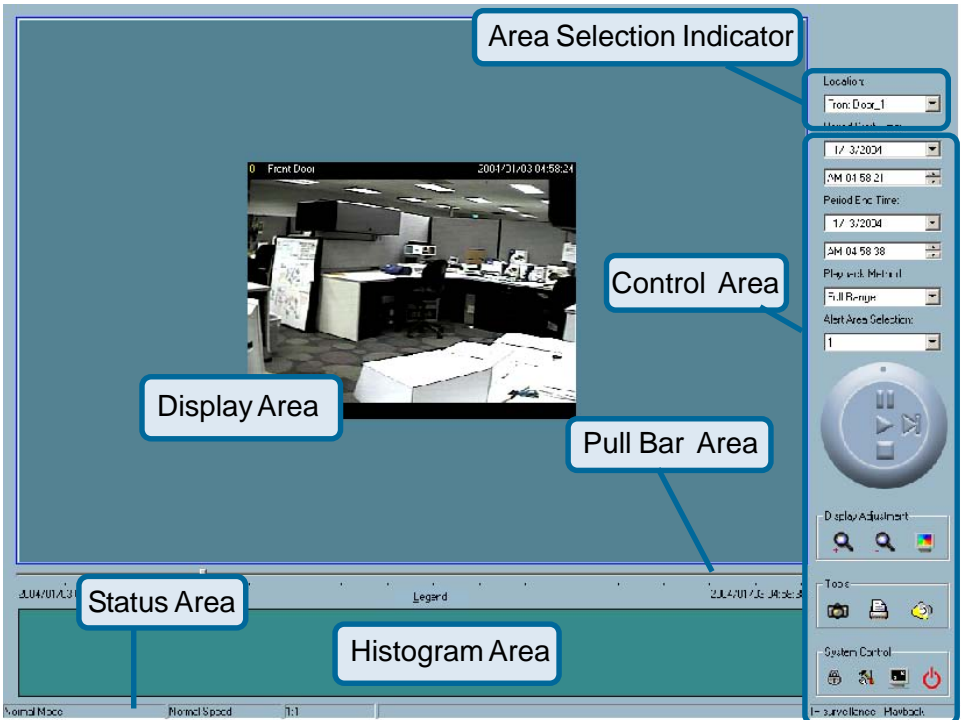 Area Selection Indicator
Location:
Front Door_1
1/ 3/2004
0 Front Door 2004/01/03 04:58:24
AM 04 58 21
Period End Time:
1/ 3/2004
AM 04 58 38
Control Area
Playback Method
Full Range
Alert Area Selection:
1
Display Area
Pull Bar Area
Display Adjustment
Status Area
Legend
Tools
Histogram Area
System Control
Normal Mode
Normal Speed
1:1
Playback